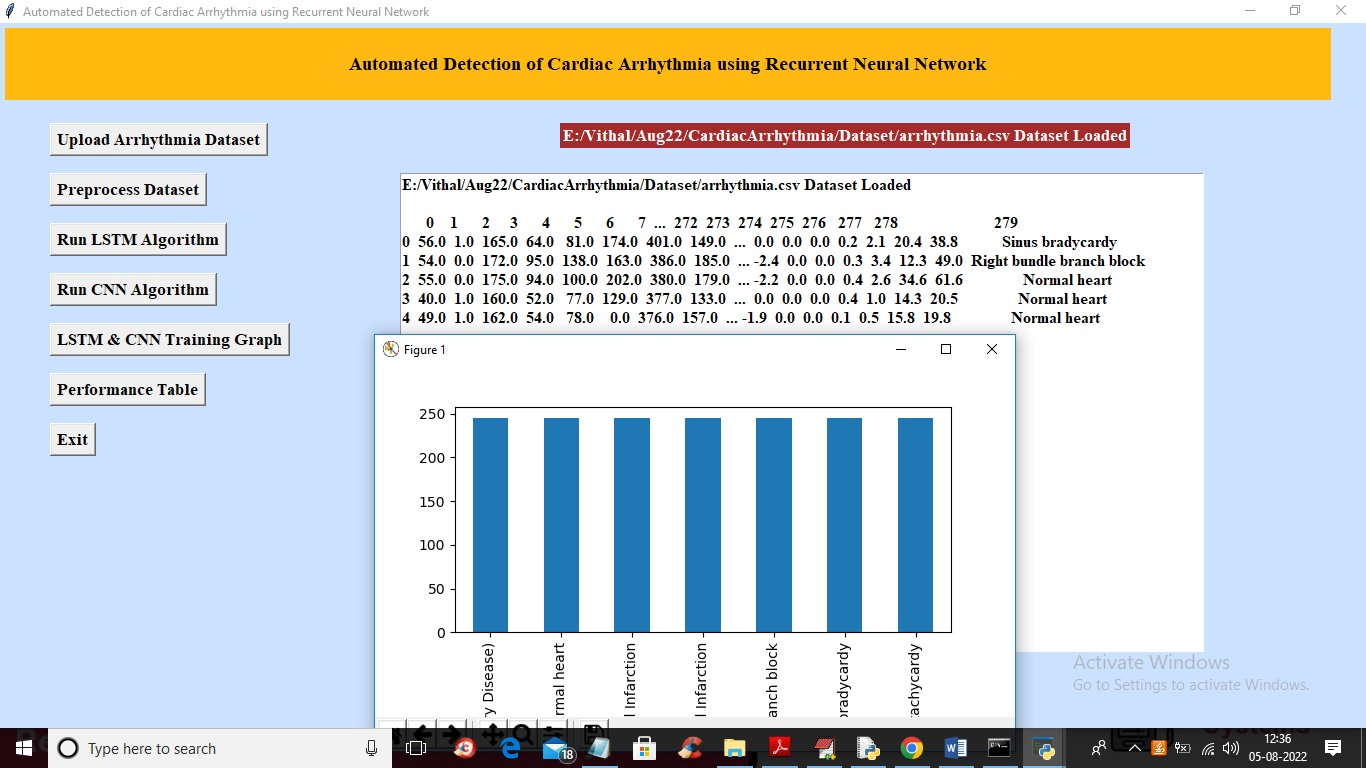 Automated Detection of Cardiac Arrhythmia using Recurrent Neural Network
Automated Detection of Cardiac Arrhythmia using Recurrent Neural Network
Upload Arrhythmia Dataset
E:/Vithal/Aug22/CardiacArrhythmia/Dataset/arrhythmia.csv Dataset Loaded
Preprocess Dataset
Run LSTM Algorithm
Run CNN Algorithm
LSTM & CNN Training Graph
Performance Table
Exit
E:/Vithal/Aug22/CardiacArrhythmia/Dataset/arrhythmia.csv Dataset Loaded
0 1 2 3 4 5 6 7 ... 272 273 274 275 276 277 278 279
0 56.0 1.0 165.0 64.0 81.0 174.0 401.0 149.0 ... 0.0 0.0 0.0 0.2 2.1 20.4 38.8 Sinus bradycardy
1 54.0 0.0 172.0 95.0 138.0 163.0 386.0 185.0 ... -2.4 0.0 0.0 0.3 3.4 12.3 49.0 Right bundle branch block
2 55.0 0.0 175.0 94.0 100.0 202.0 380.0 179.0 ... -2.2 0.0 0.0 0.4 2.6 34.6 61.6 Normal heart
3 40.0 1.0 160.0 52.0 77.0 129.0 377.0 133.0 ... 0.0 0.0 0.0 0.4 1.0 14.3 20.5 Normal heart
4 49.0 1.0 162.0 54.0 78.0 0.0 376.0 157.0 ... -1.9 0.0 0.0 0.1 0.5 15.8 19.8 Normal heart
Figure 1
250
200
150
100
50
0
y Disease)
rmal heart
l Infarction
l Infarction
anch block
bradycardy
tachycardy
Activate Windows
Go to Settings to activate Windows.
Type here to search
18
12:36
05-08-2022